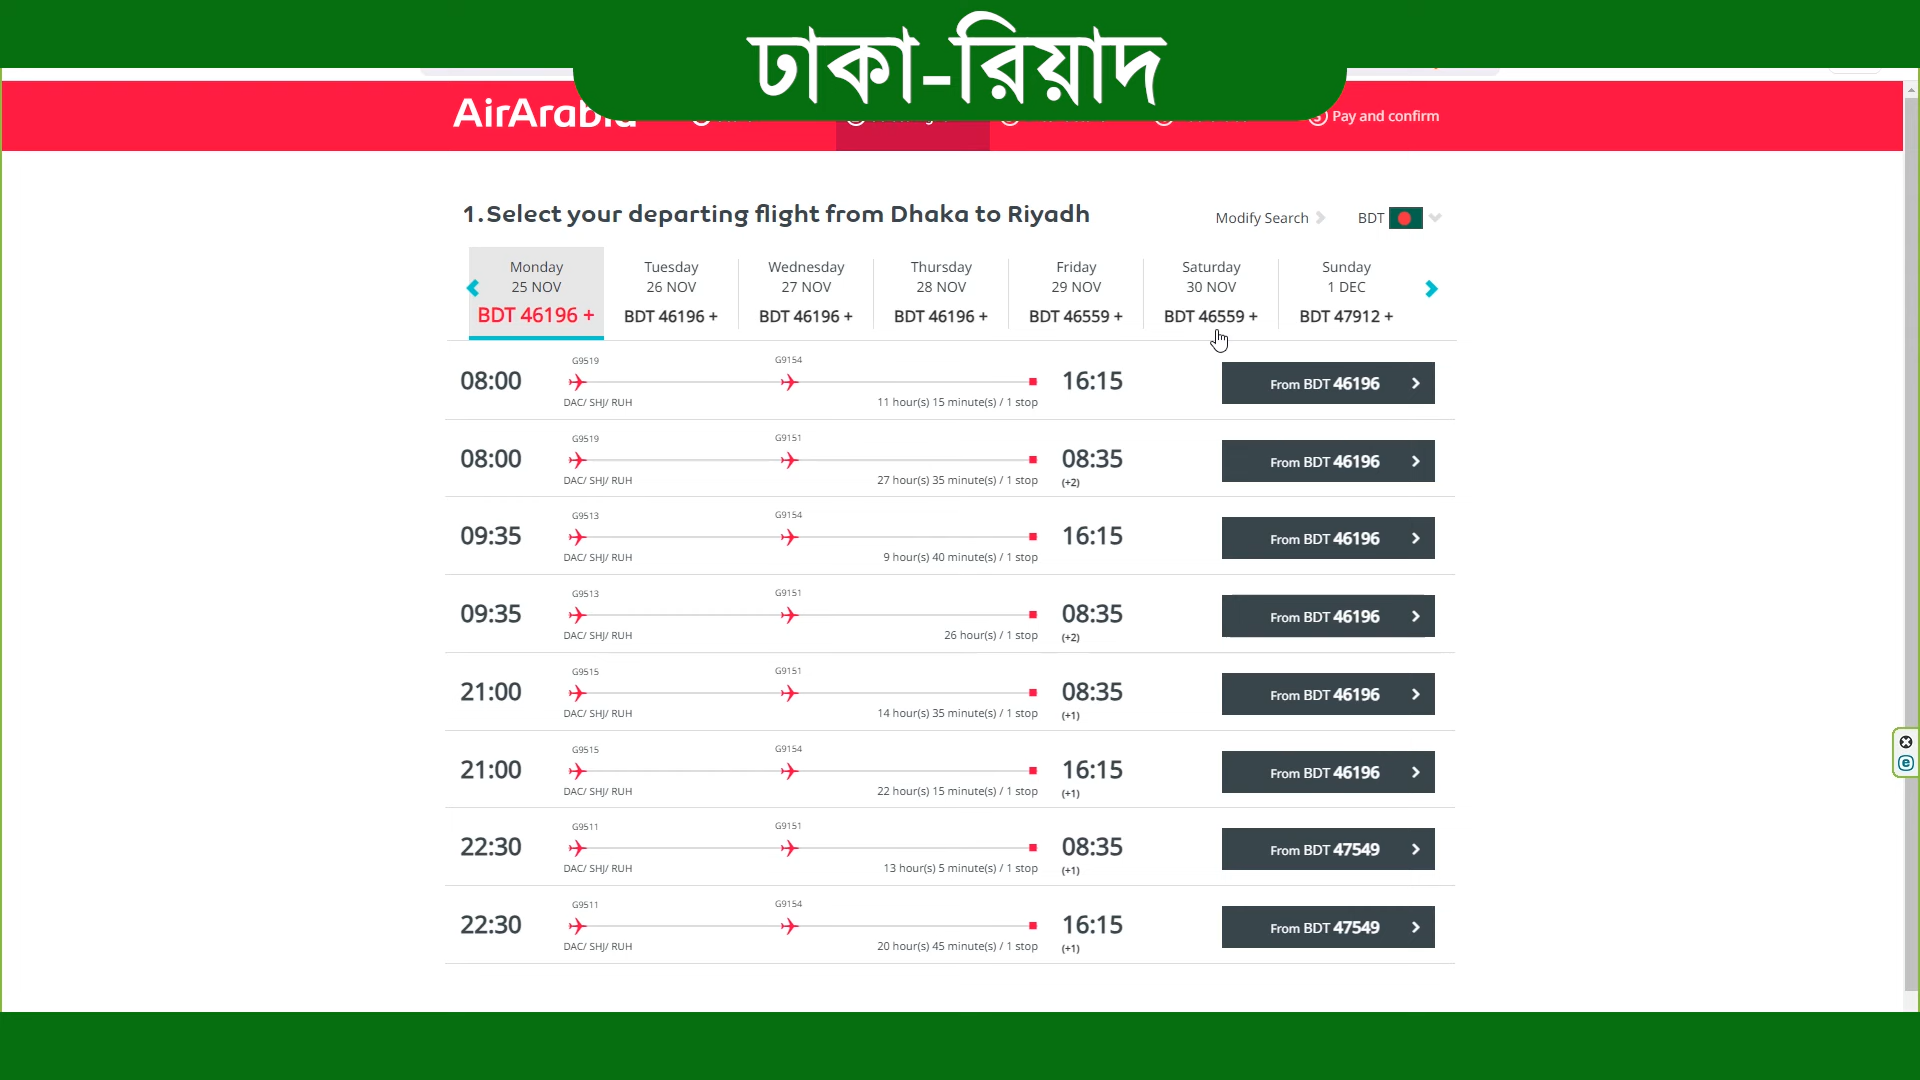 ঢাকা-রিয়াদ
AirArabia
Pay and confirm
1.Select your departing flight from Dhaka to Riyadh
Modify Search
BDT
Monday
25 NOV
BDT 46196 +
Tuesday
26 NOV
BDT 46196 +
Wednesday
27 NOV
BDT 46196 +
Thursday
28 NOV
BDT 46196 +
Friday
29 NOV
BDT 46559 +
Saturday
30 NOV
BDT 46559 +
Sunday
1 DEC
BDT 47912 +
G9519 G9154
08:00 16:15 From BDT 46196
DAC/ SHJ/ RUH 11 hour(s) 15 minute(s) / 1 stop
G9519 G9151
08:00 08:35 From BDT 46196
DAC/ SHJ/ RUH 27 hour(s) 35 minute(s) / 1 stop (+2)
G9513 G9154
09:35 16:15 From BDT 46196
DAC/ SHJ/ RUH 9 hour(s) 40 minute(s) / 1 stop
G9513 G9151
09:35 08:35 From BDT 46196
DAC/ SHJ/ RUH 26 hour(s) / 1 stop (+2)
G9515 G9151
21:00 08:35 From BDT 46196
DAC/ SHJ/ RUH 14 hour(s) 35 minute(s) / 1 stop (+1)
G9515 G9154
21:00 16:15 From BDT 46196
DAC/ SHJ/ RUH 22 hour(s) 15 minute(s) / 1 stop (+1)
G9511 G9151
22:30 08:35 From BDT 47549
DAC/ SHJ/ RUH 13 hour(s) 5 minute(s) / 1 stop (+1)
G9511 G9154
22:30 16:15 From BDT 47549
DAC/ SHJ/ RUH 20 hour(s) 45 minute(s) / 1 stop (+1)